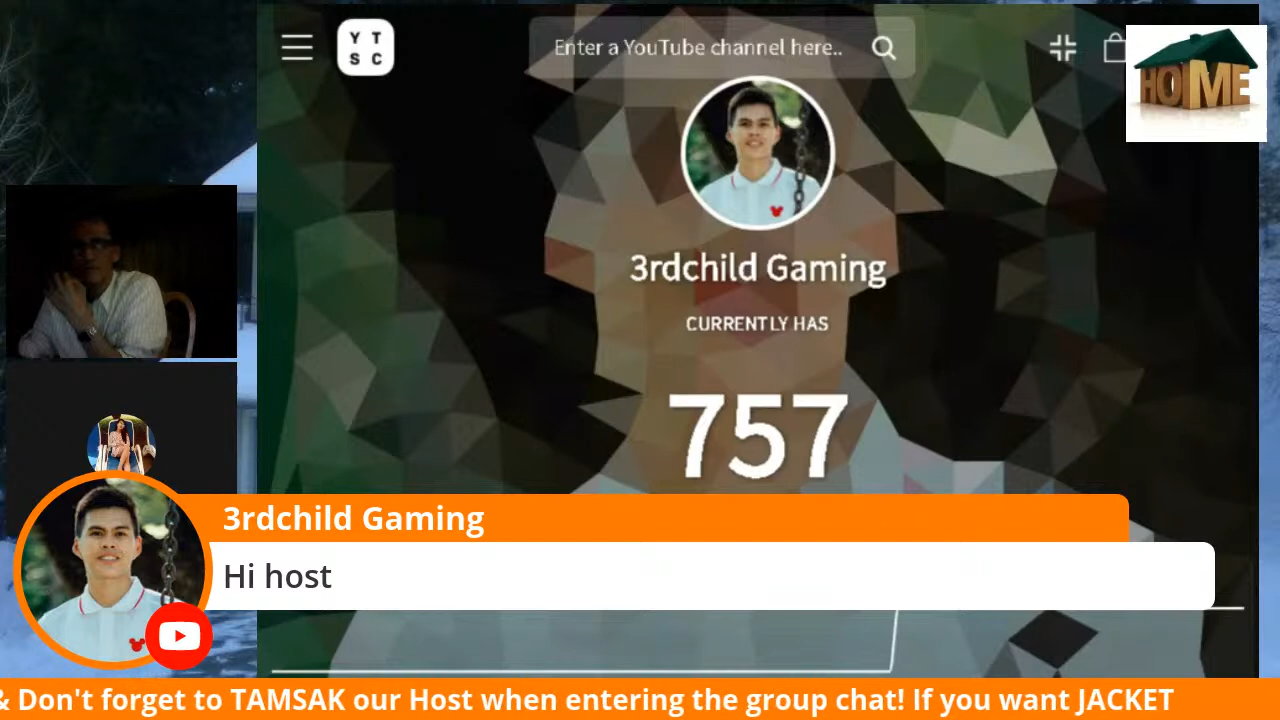 Y T
S C
Enter a YouTube channel here..
HOME
3rdchild Gaming
CURRENTLY HAS
757
3rdchild Gaming
Hi host
& Don't forget to TAMSAK our Host when entering the group chat! If you want JACKET